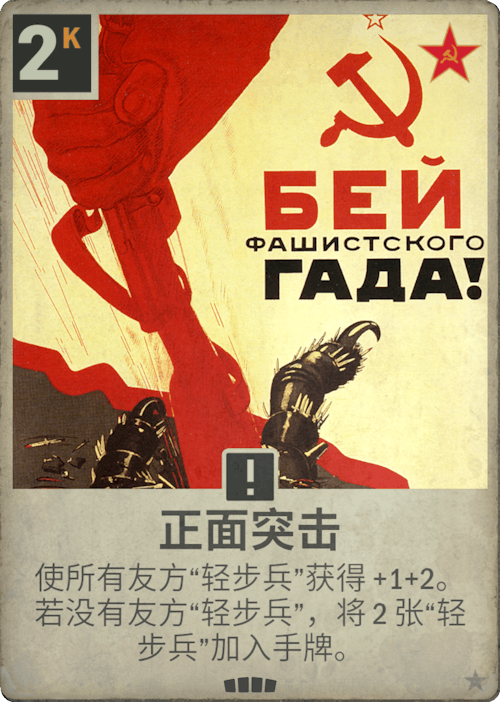 2K
БЕЙ
ФАШИСТСКОГО
ГАДА!
正面突击
使所有友方“轻步兵”获得 +1+2。
若没有友方“轻步兵”，将 2 张“轻
步兵”加入手牌。